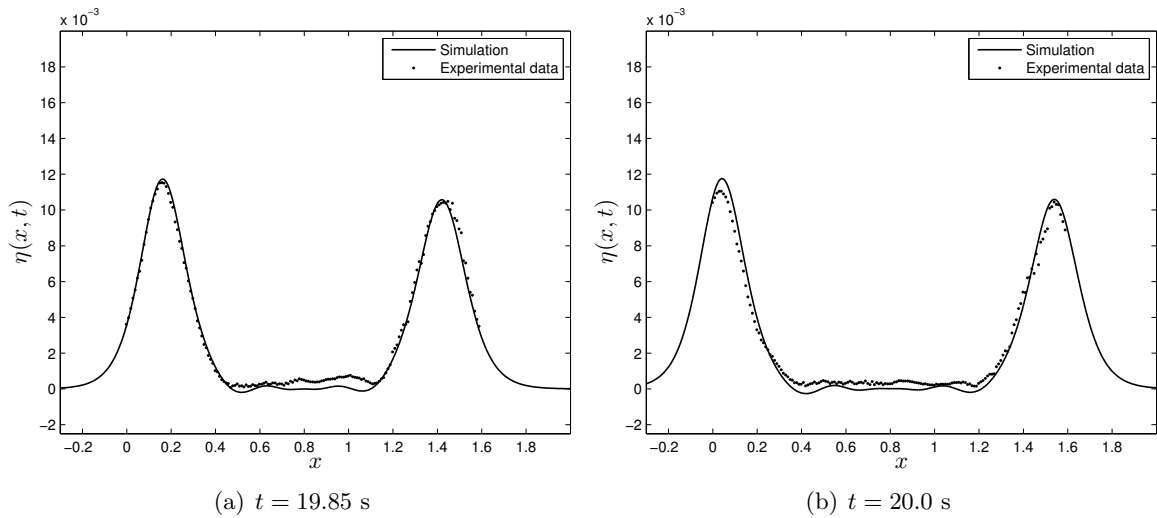 x 10⁻³
Simulation
Experimental data
18
16
14
12
10
8
6
4
2
0
−2
η(x, t)
−0.2 0 0.2 0.4 0.6 0.8 1 1.2 1.4 1.6 1.8
x
(a) t = 19.85 s
x 10⁻³
Simulation
Experimental data
18
16
14
12
10
8
6
4
2
0
−2
η(x, t)
−0.2 0 0.2 0.4 0.6 0.8 1 1.2 1.4 1.6 1.8
x
(b) t = 20.0 s